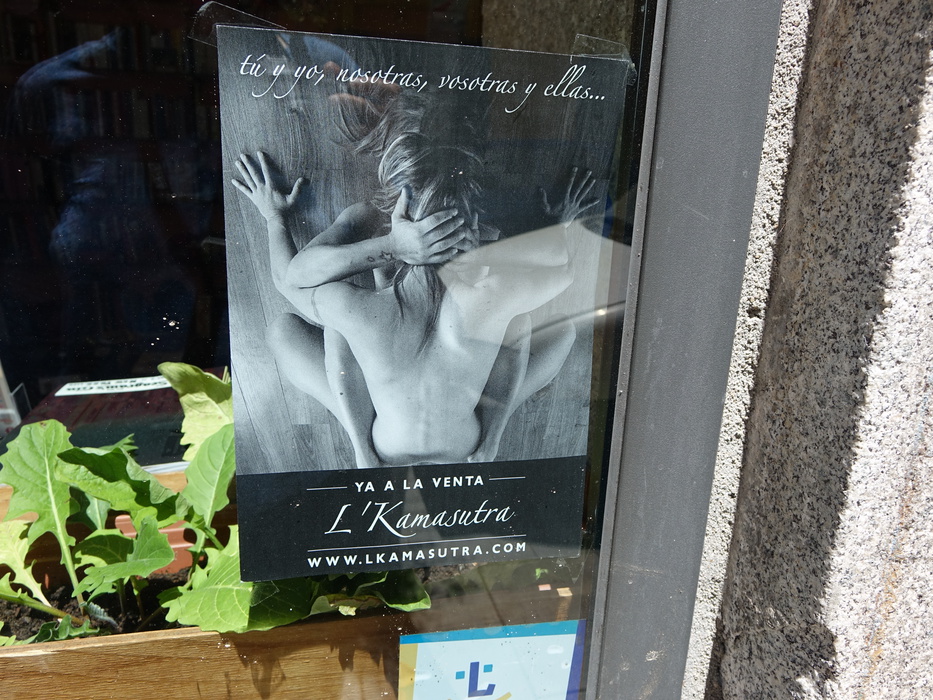 tú y yo, nosotras, vosotras y ellas...
YA A LA VENTA
L'Kamasutra
WWW.LKAMASUTRA.COM
L